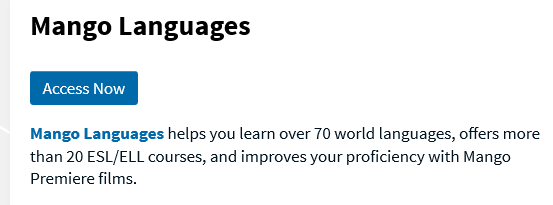 Mango Languages
Access Now
Mango Languages helps you learn over 70 world languages, offers more
than 20 ESL/ELL courses, and improves your proficiency with Mango
Premiere films.